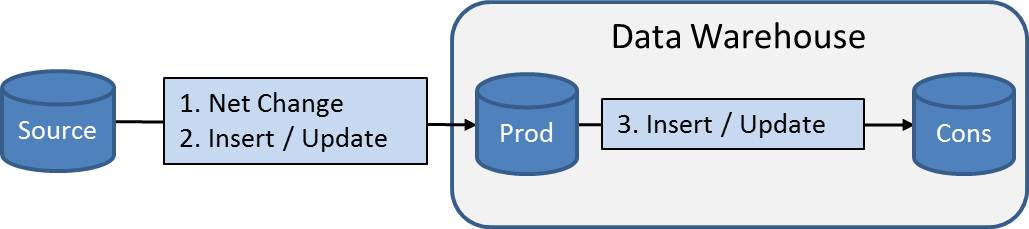 Data Warehouse
Source
1. Net Change
2. Insert / Update
Prod
3. Insert / Update
Cons